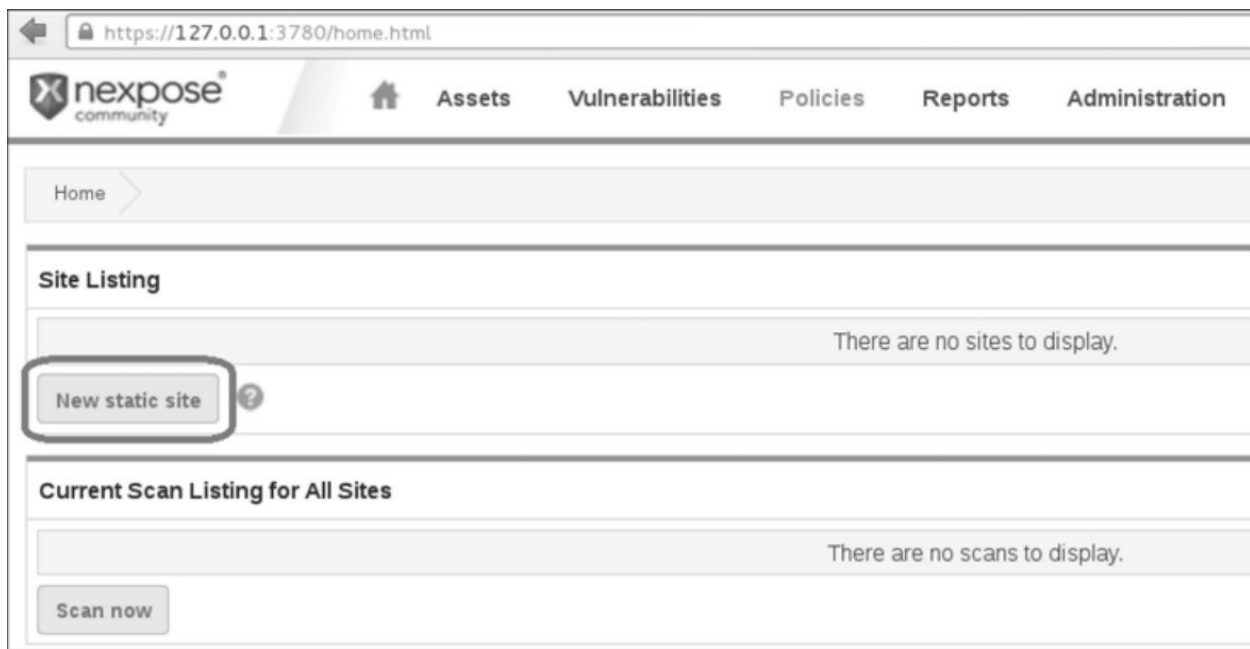 https://127.0.0.1:3780/home.html
nexpose®
community
Assets Vulnerabilities Policies Reports Administration
Home
Site Listing
There are no sites to display.
New static site ?
Current Scan Listing for All Sites
There are no scans to display.
Scan now